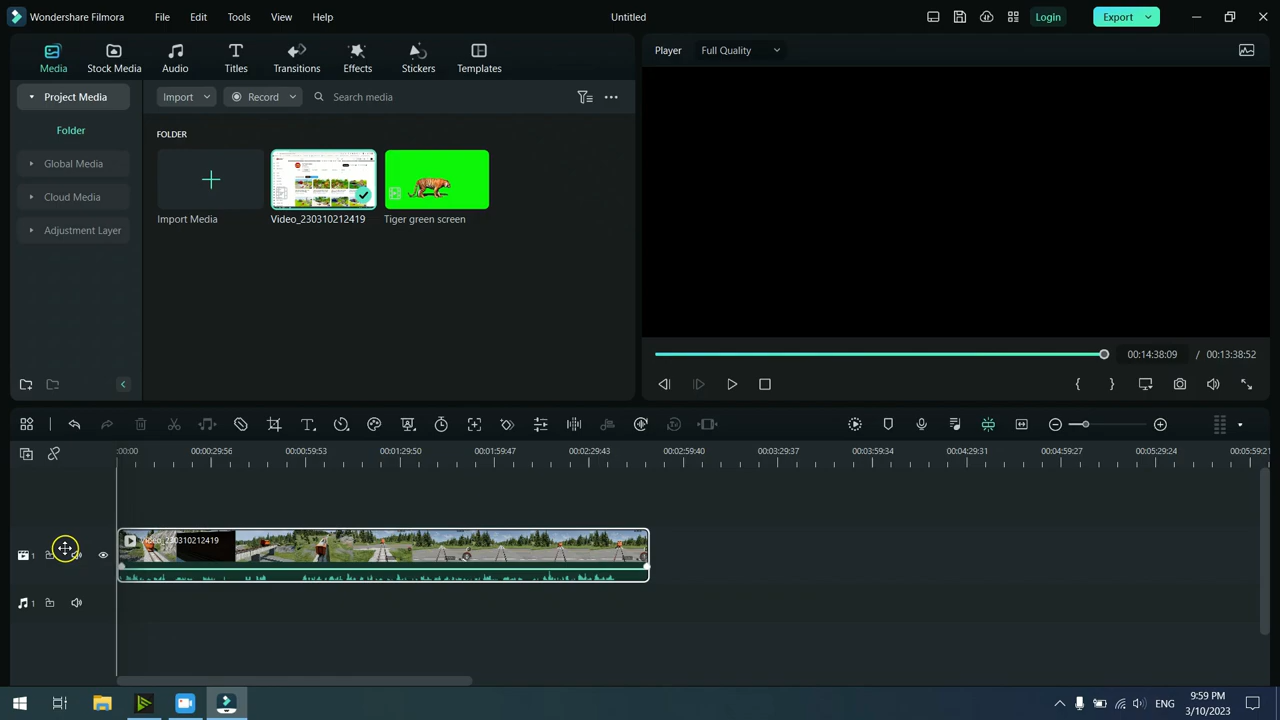 Wondershare Filmora
File
Edit
Tools
View
Help
Untitled
Login
Export
Media
Stock Media
Audio
Titles
Transitions
Effects
Stickers
Templates
Player
Full Quality
Project Media
Import
Record
Search media
Folder
FOLDER
Global Media
Cloud Media
Adjustment Layer
Import Media
Video_230310212419
Tiger green screen
00:14:38:09 / 00:13:38:52
:00:00
00:00:29:56
00:00:59:53
00:01:29:50
00:01:59:47
00:02:29:43
00:02:59:40
00:03:29:37
00:03:59:34
00:04:29:31
00:04:59:27
00:05:29:24
00:05:59:21
Video_230310212419
1
1
ENG
9:59 PM
3/10/2023